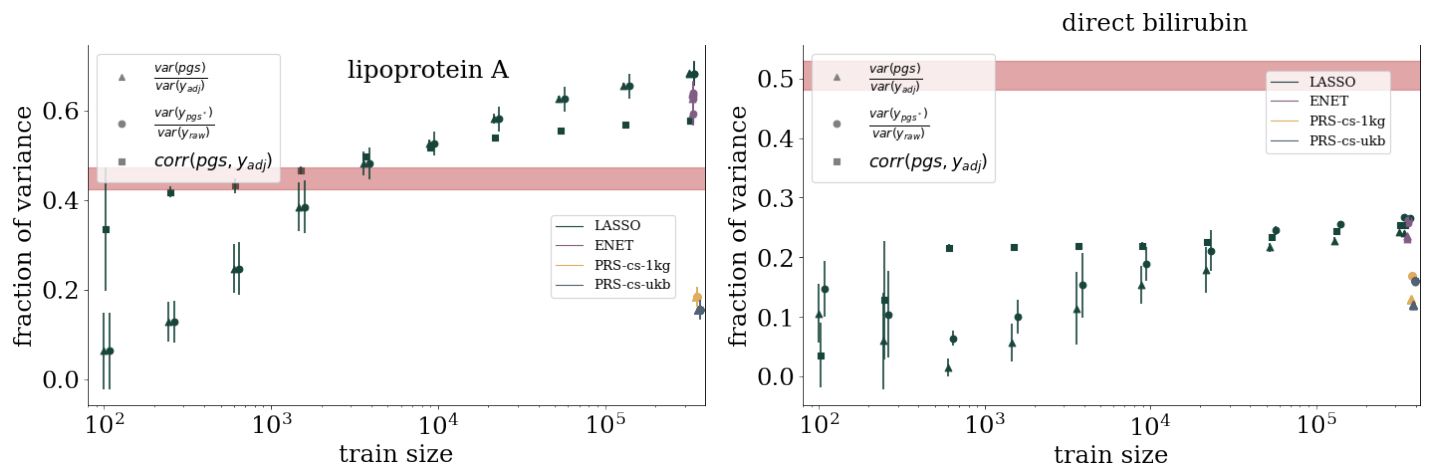 lipoprotein A
var(pgs)
var(y_adj)
var(y_pgs*)
var(y_raw)
corr(pgs, y_adj)
LASSO
ENET
PRS-cs-1kg
PRS-cs-ukb
fraction of variance
0.6
0.4
0.2
0.0
10^2
10^3
10^4
10^5
train size
direct bilirubin
var(pgs)
var(y_adj)
var(y_pgs*)
var(y_raw)
corr(pgs, y_adj)
LASSO
ENET
PRS-cs-1kg
PRS-cs-ukb
fraction of variance
0.5
0.4
0.3
0.2
0.1
0.0
10^2
10^3
10^4
10^5
train size